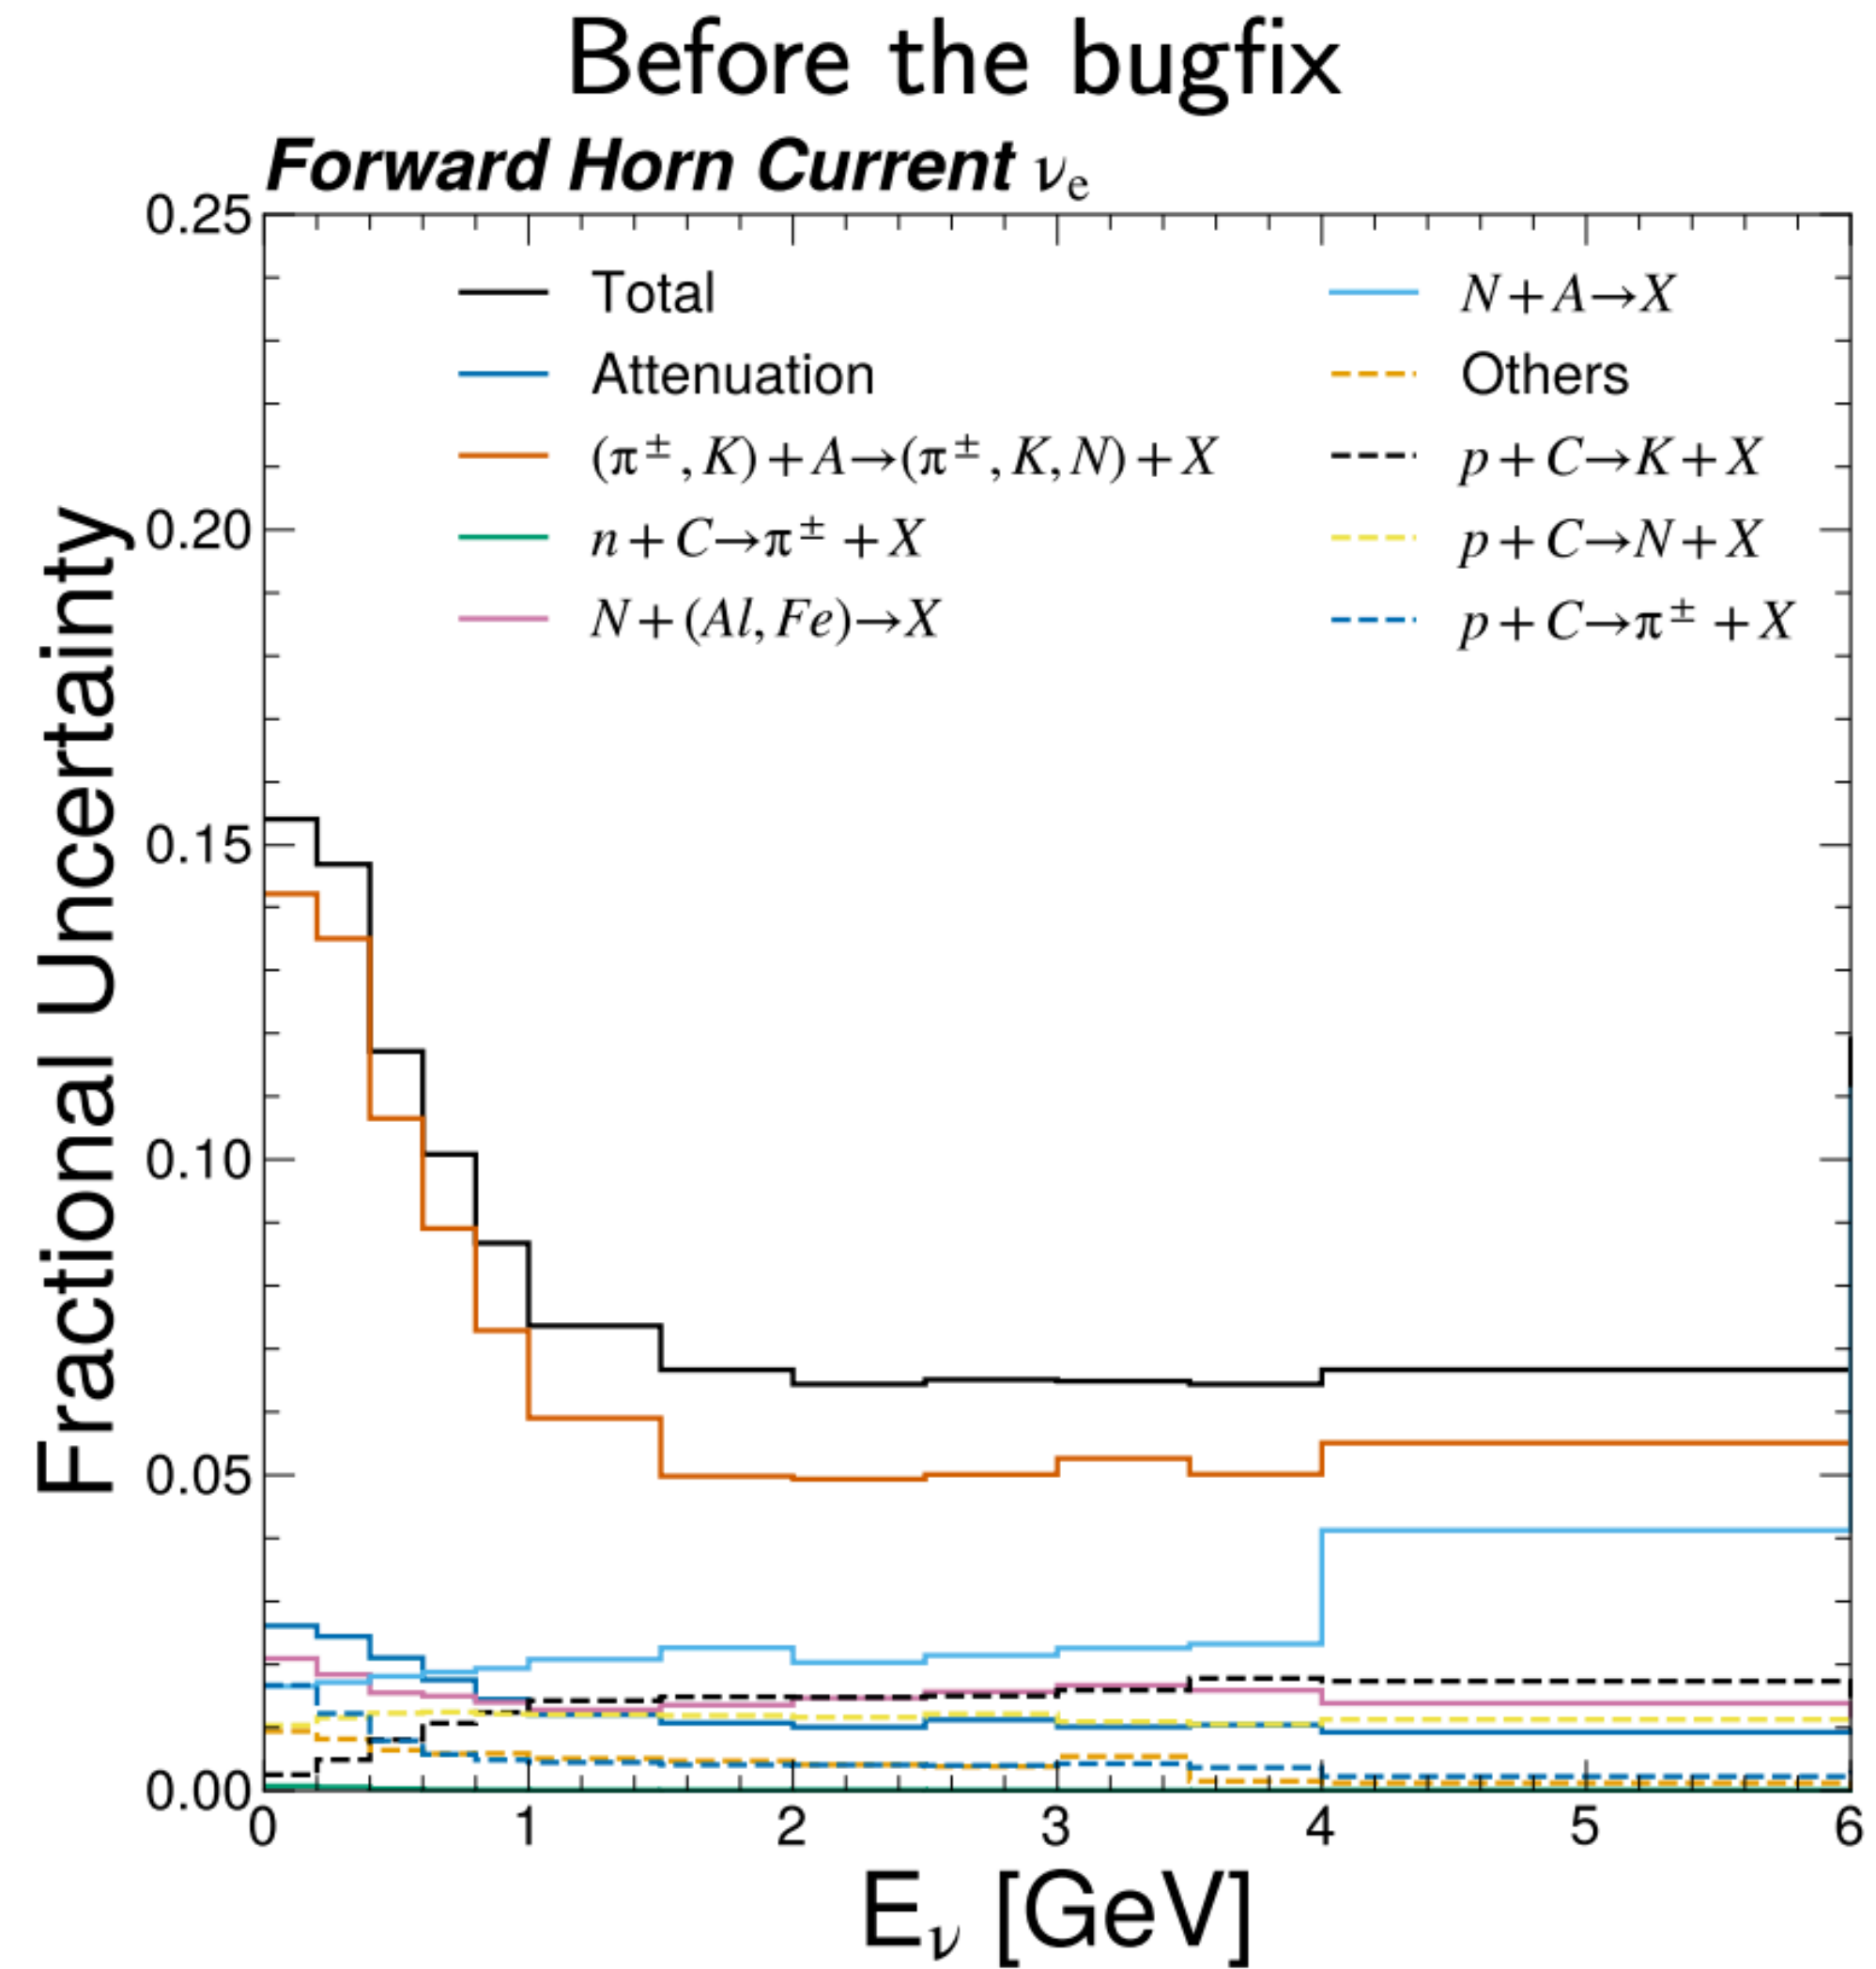 Before the bugfix
Forward Horn Current νe
0.25
0.20
0.15
0.10
0.05
0.00
Fractional Uncertainty
Total
Attenuation
(π±, K) + A → (π±, K, N) + X
n + C → π± + X
N + (Al, Fe) → X
N + A → X
Others
p + C → K + X
p + C → N + X
p + C → π± + X
0 1 2 3 4 5 6
Eν [GeV]